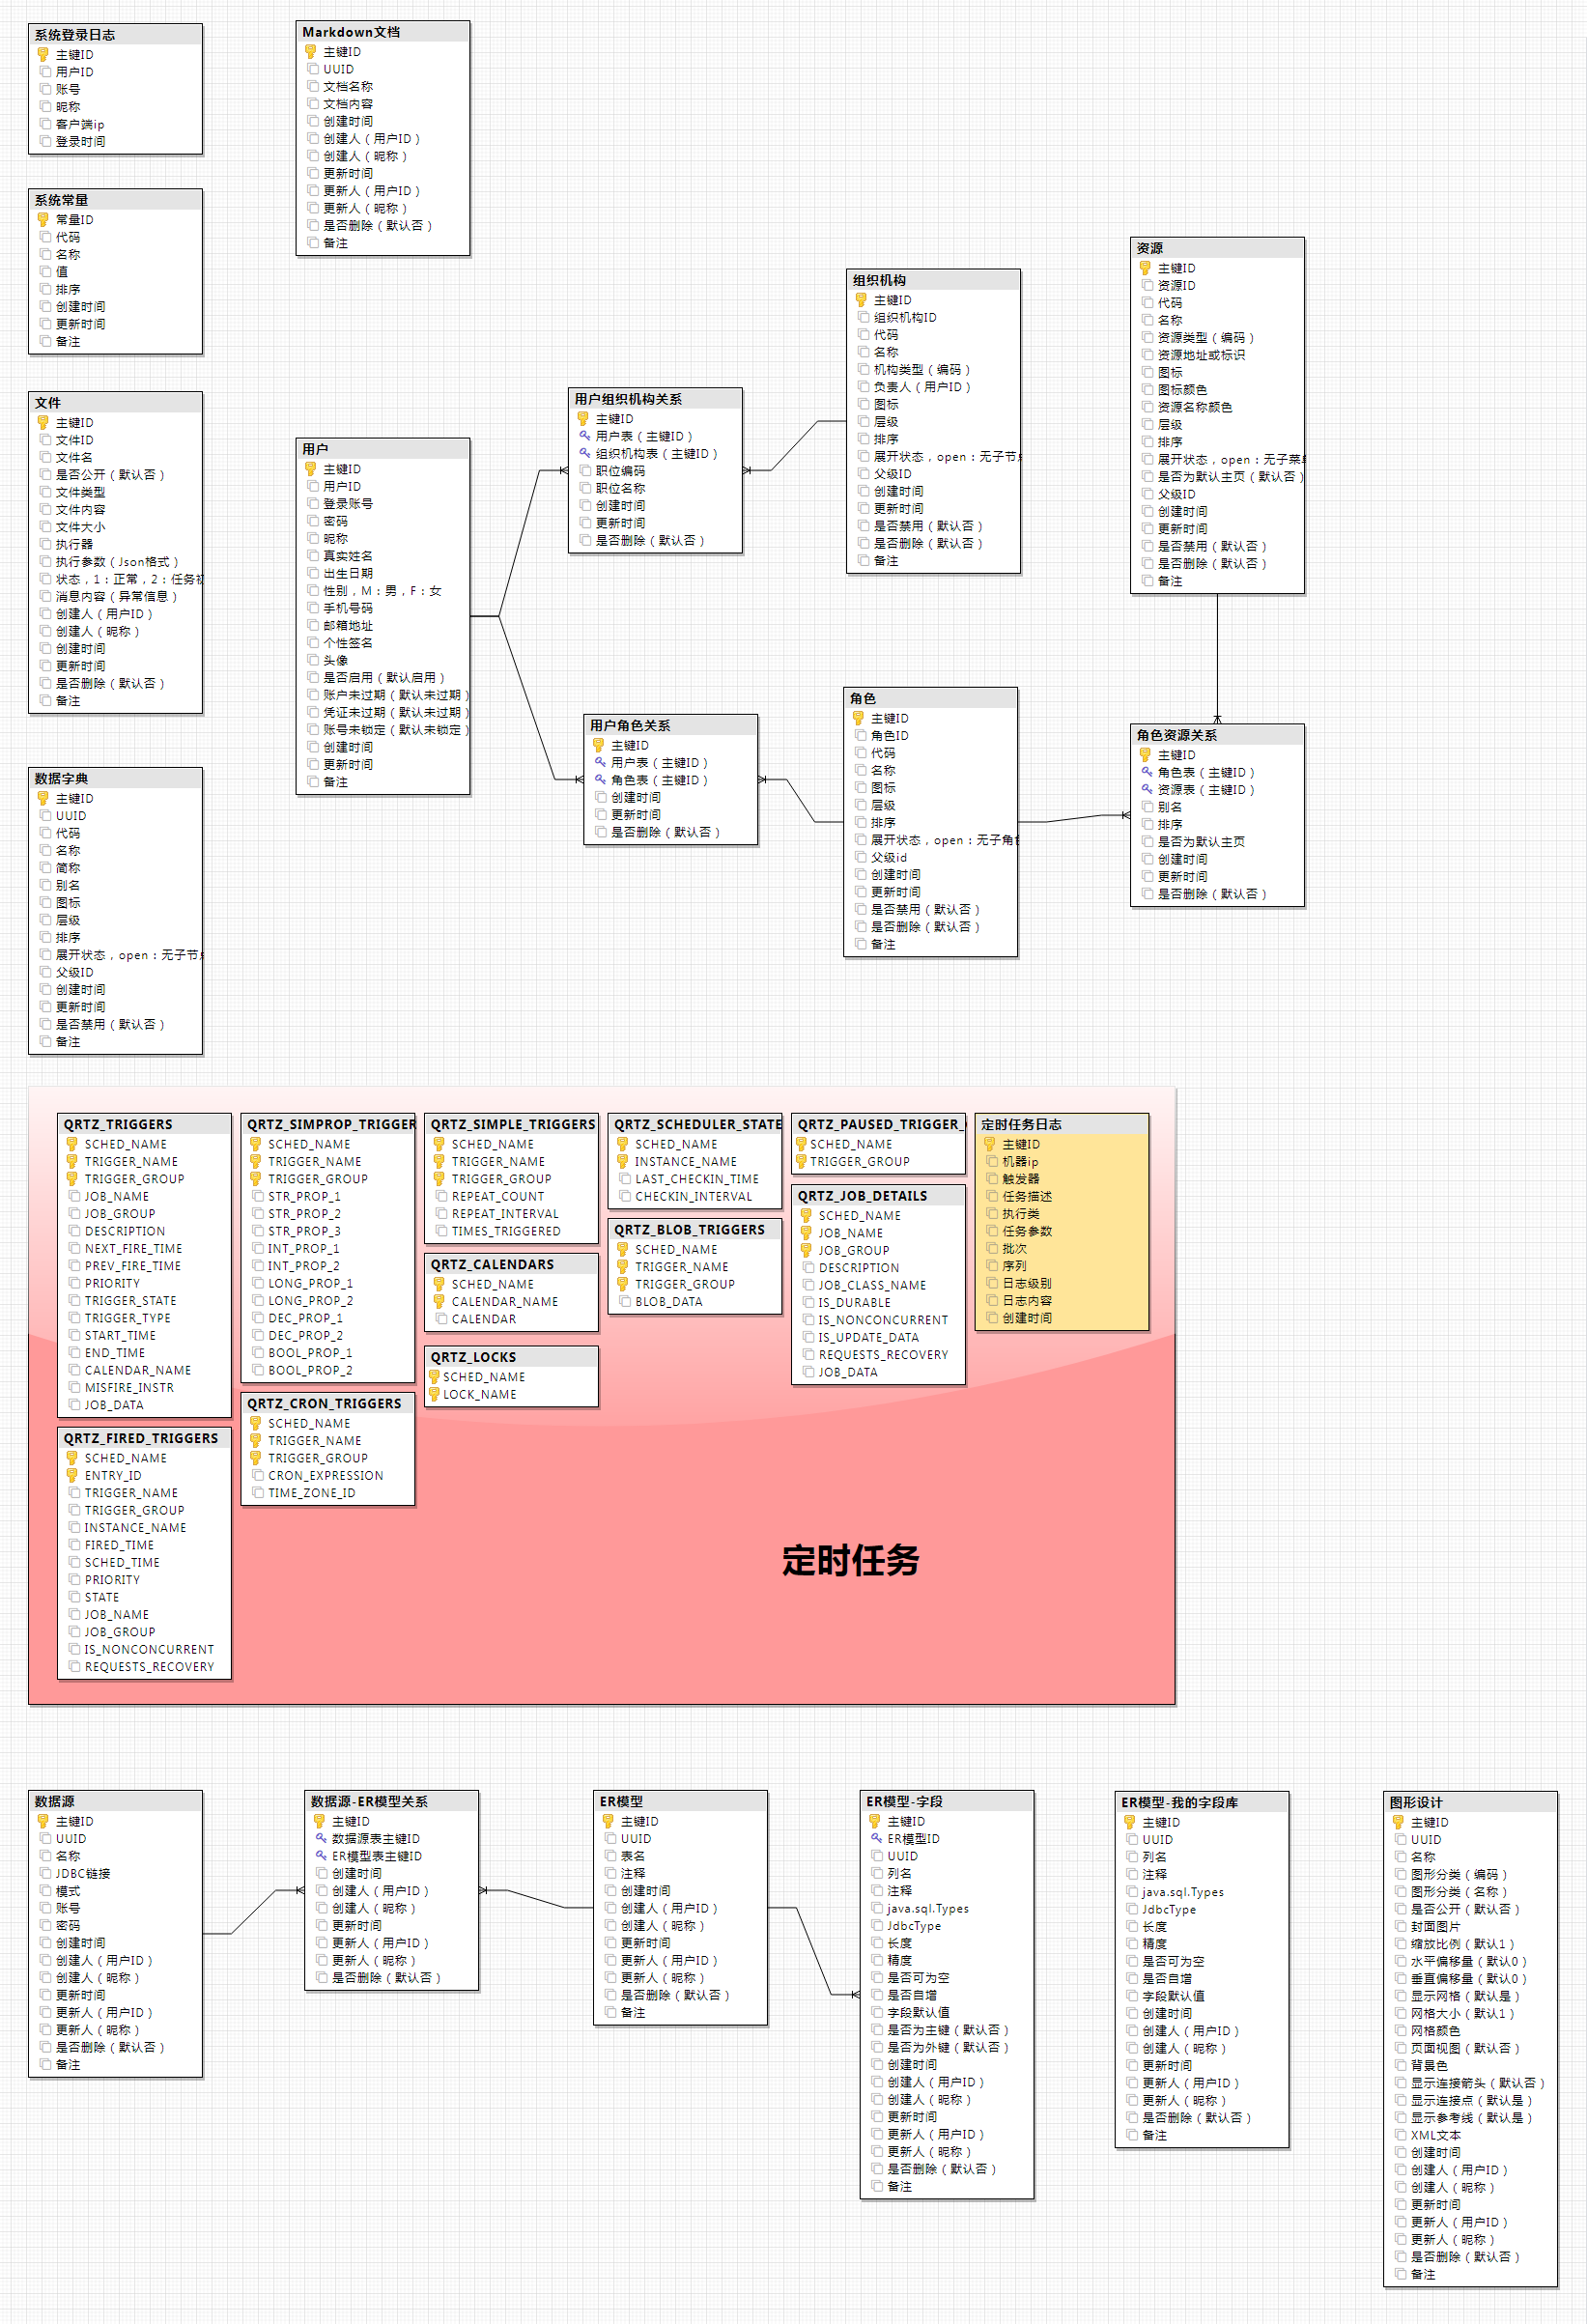 系统登录日志
主键ID
用户ID
账号
昵称
客户端ip
登录时间
Markdown文档
主键ID
UUID
文档名称
文档内容
创建时间
创建人（用户ID）
创建人（昵称）
更新时间
更新人（用户ID）
更新人（昵称）
是否删除（默认否）
备注
系统常量
常量ID
代码
名称
值
排序
创建时间
更新时间
备注
文件
主键ID
文件ID
文件名
是否公开（默认否）
文件类型
文件内容
文件大小
执行器
执行参数（Json格式）
状态，1：正常，2：任务
消息内容（异常信息）
创建人（用户ID）
创建人（昵称）
创建时间
更新时间
是否删除（默认否）
备注
数据字典
主键ID
UUID
代码
名称
简称
别名
图标
层级
排序
展开状态，open：无子节点
父级ID
创建时间
更新时间
是否禁用（默认否）
备注
用户
主键ID
用户ID
登录账号
密码
昵称
真实姓名
出生日期
性别，M：男，F：女
手机号码
邮箱地址
个性签名
头像
是否启用（默认启用）
账户未过期（默认未过期）
凭证未过期（默认未过期）
账号未锁定（默认未锁定）
创建时间
更新时间
备注
用户组织机构关系
主键ID
用户表（主键ID）
组织机构表（主键ID）
职位编码
职位名称
创建时间
更新时间
是否删除（默认否）
用户角色关系
主键ID
用户表（主键ID）
角色表（主键ID）
创建时间
更新时间
是否删除（默认否）
组织机构
主键ID
组织机构ID
代码
名称
机构类型（编码）
负责人（用户ID）
图标
层级
排序
展开状态，open：无子节点
父级ID
创建时间
更新时间
是否禁用（默认否）
是否删除（默认否）
备注
角色
主键ID
角色ID
代码
名称
图标
层级
排序
展开状态，open：无子角色
父级id
创建时间
更新时间
是否禁用（默认否）
是否删除（默认否）
备注
资源
主键ID
资源ID
代码
名称
资源类型（编码）
资源地址或标识
图标
图标颜色
资源名称颜色
层级
排序
展开状态，open：无子菜单
是否为默认主页（默认否）
父级ID
创建时间
更新时间
是否禁用（默认否）
是否删除（默认否）
备注
角色资源关系
主键ID
角色表（主键ID）
资源表（主键ID）
别名
排序
是否为默认主页
创建时间
更新时间
是否删除（默认否）
QRTZ_TRIGGERS
SCHED_NAME
TRIGGER_NAME
TRIGGER_GROUP
JOB_NAME
JOB_GROUP
DESCRIPTION
NEXT_FIRE_TIME
PREV_FIRE_TIME
PRIORITY
TRIGGER_STATE
TRIGGER_TYPE
START_TIME
END_TIME
CALENDAR_NAME
MISFIRE_INSTR
JOB_DATA
QRTZ_FIRED_TRIGGERS
SCHED_NAME
ENTRY_ID
TRIGGER_NAME
TRIGGER_GROUP
INSTANCE_NAME
FIRED_TIME
SCHED_TIME
PRIORITY
STATE
JOB_NAME
JOB_GROUP
IS_NONCONCURRENT
REQUESTS_RECOVERY
QRTZ_SIMPROP_TRIGGER
SCHED_NAME
TRIGGER_NAME
TRIGGER_GROUP
STR_PROP_1
STR_PROP_2
STR_PROP_3
INT_PROP_1
INT_PROP_2
LONG_PROP_1
LONG_PROP_2
DEC_PROP_1
DEC_PROP_2
BOOL_PROP_1
BOOL_PROP_2
QRTZ_CRON_TRIGGERS
SCHED_NAME
TRIGGER_NAME
TRIGGER_GROUP
CRON_EXPRESSION
TIME_ZONE_ID
QRTZ_SIMPLE_TRIGGERS
SCHED_NAME
TRIGGER_NAME
TRIGGER_GROUP
REPEAT_COUNT
REPEAT_INTERVAL
TIMES_TRIGGERED
QRTZ_CALENDARS
SCHED_NAME
CALENDAR_NAME
CALENDAR
QRTZ_LOCKS
SCHED_NAME
LOCK_NAME
QRTZ_SCHEDULER_STATE
SCHED_NAME
INSTANCE_NAME
LAST_CHECKIN_TIME
CHECKIN_INTERVAL
QRTZ_BLOB_TRIGGERS
SCHED_NAME
TRIGGER_NAME
TRIGGER_GROUP
BLOB_DATA
QRTZ_PAUSED_TRIGGER_
SCHED_NAME
TRIGGER_GROUP
QRTZ_JOB_DETAILS
SCHED_NAME
JOB_NAME
JOB_GROUP
DESCRIPTION
JOB_CLASS_NAME
IS_DURABLE
IS_NONCONCURRENT
IS_UPDATE_DATA
REQUESTS_RECOVERY
JOB_DATA
定时任务日志
主键ID
机器ip
触发器
任务描述
执行类
任务参数
批次
序列
日志级别
日志内容
创建时间
定时任务
数据源
主键ID
UUID
名称
JDBC链接
模式
账号
密码
创建时间
创建人（用户ID）
创建人（昵称）
更新时间
更新人（用户ID）
更新人（昵称）
是否删除（默认否）
备注
数据源-ER模型关系
主键ID
数据源表主键ID
ER模型表主键ID
创建时间
创建人（用户ID）
创建人（昵称）
更新时间
更新人（用户ID）
更新人（昵称）
是否删除（默认否）
ER模型
主键ID
UUID
表名
注释
创建时间
创建人（用户ID）
创建人（昵称）
更新时间
更新人（用户ID）
更新人（昵称）
是否删除（默认否）
备注
ER模型-字段
主键ID
ER模型ID
UUID
列名
注释
java.sql.Types
JdbcType
长度
精度
是否可为空
是否自增
字段默认值
是否为主键（默认否）
是否为外键（默认否）
创建时间
创建人（用户ID）
创建人（昵称）
更新时间
更新人（用户ID）
更新人（昵称）
是否删除（默认否）
备注
ER模型-我的字段库
主键ID
UUID
列名
注释
java.sql.Types
JdbcType
长度
精度
是否可为空
是否自增
字段默认值
创建时间
创建人（用户ID）
创建人（昵称）
更新时间
更新人（用户ID）
更新人（昵称）
是否删除（默认否）
备注
图形设计
主键ID
UUID
名称
图形分类（编码）
图形分类（名称）
是否公开（默认否）
封面图片
缩放比例（默认1）
水平偏移量（默认0）
垂直偏移量（默认0）
显示网格（默认是）
网格大小（默认1）
网格颜色
页面视图（默认否）
背景色
显示连接箭头（默认否）
显示连接点（默认是）
显示参考线（默认是）
XML文本
创建时间
创建人（用户ID）
创建人（昵称）
更新时间
更新人（用户ID）
更新人（昵称）
是否删除（默认否）
备注